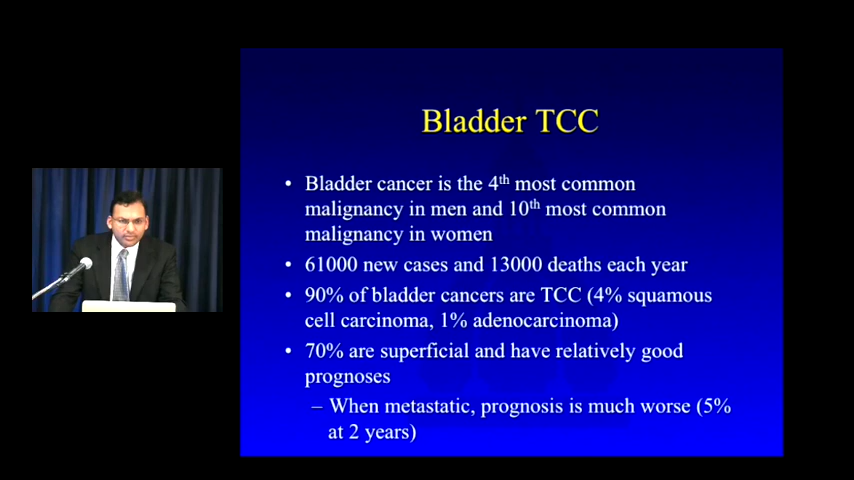 Bladder TCC
• Bladder cancer is the 4th most common
malignancy in men and 10th most common
malignancy in women
• 61000 new cases and 13000 deaths each year
• 90% of bladder cancers are TCC (4% squamous
cell carcinoma, 1% adenocarcinoma)
• 70% are superficial and have relatively good
prognoses
– When metastatic, prognosis is much worse (5%
at 2 years)